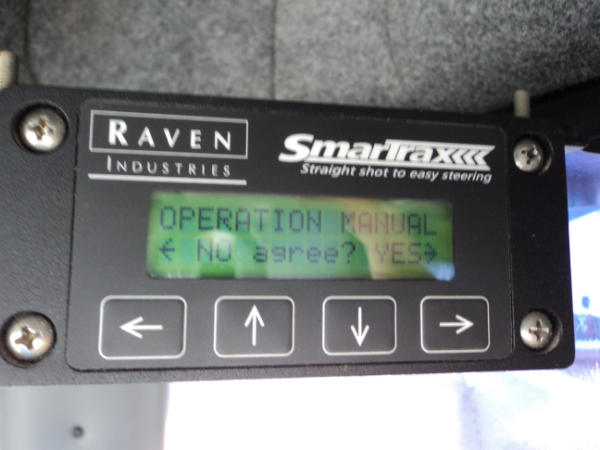 RAVEN
INDUSTRIES
SMARTRAX
Straight shot to easy steering
OPERATION MANUAL
← NO agree? YES→
← ↑ ↓ →